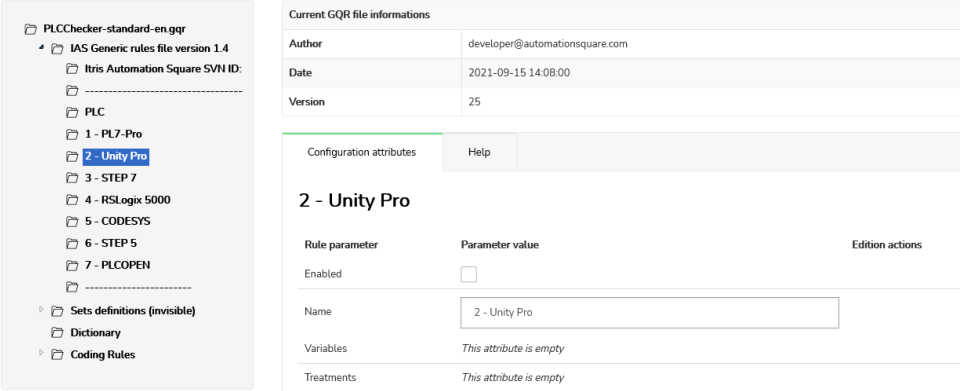 PLCChecker-standard-en.gqr
IAS Generic rules file version 1.4
Itris Automation Square SVN ID:
-----------------------------------
PLC
1 - PL7-Pro
2 - Unity Pro
3 - STEP 7
4 - RSLogix 5000
5 - CODESYS
6 - STEP 5
7 - PLCOPEN
-----------------------
Sets definitions (invisible)
Dictionary
Coding Rules
Current GQR file informations
Author developer@automationsquare.com
Date 2021-09-15 14:08:00
Version 25
Configuration attributes Help
2 - Unity Pro
Rule parameter Parameter value Edition actions
Enabled
Name 2 - Unity Pro
Variables This attribute is empty
Treatments This attribute is empty